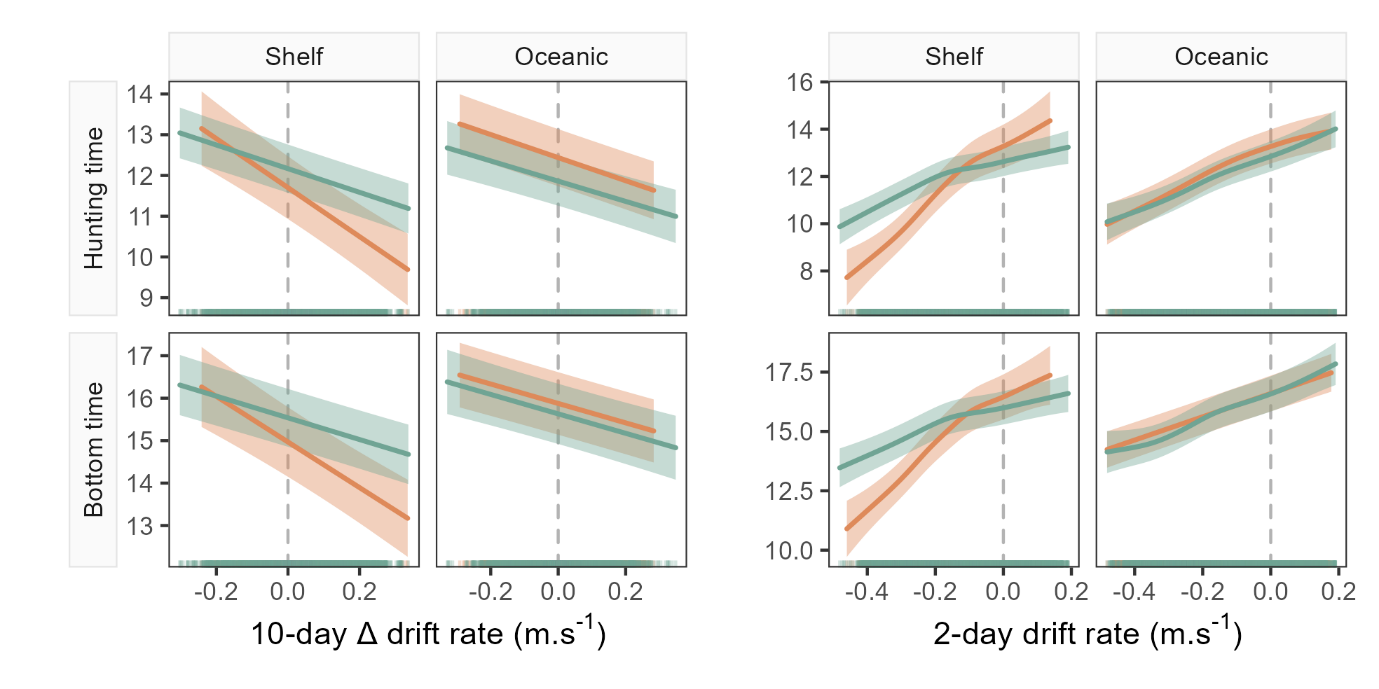 Shelf
Oceanic
Shelf
Oceanic
Hunting time
14
13
12
11
10
9
16
14
12
10
8
Bottom time
17
16
15
14
13
17.5
15.0
12.5
10.0
-0.2 0.0 0.2
-0.2 0.0 0.2
-0.4 -0.2 0.0 0.2
-0.4 -0.2 0.0 0.2
10-day Δ drift rate (m.s⁻¹)
2-day drift rate (m.s⁻¹)